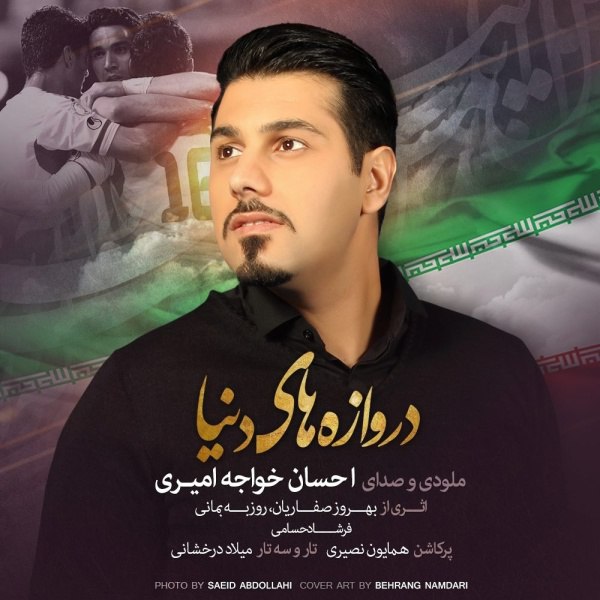 16
دروازه های دنیا
ملودی و صدای احسان خواجه امیری
اثری از بهروز صفاریان، روزبه بمانی
فرشاد حسامی
پرکاشن همایون نصیری تار و سه تار میلاد درخشانی
PHOTO BY SAEID ABDOLLAHI COVER ART BY BEHRANG NAMDARI